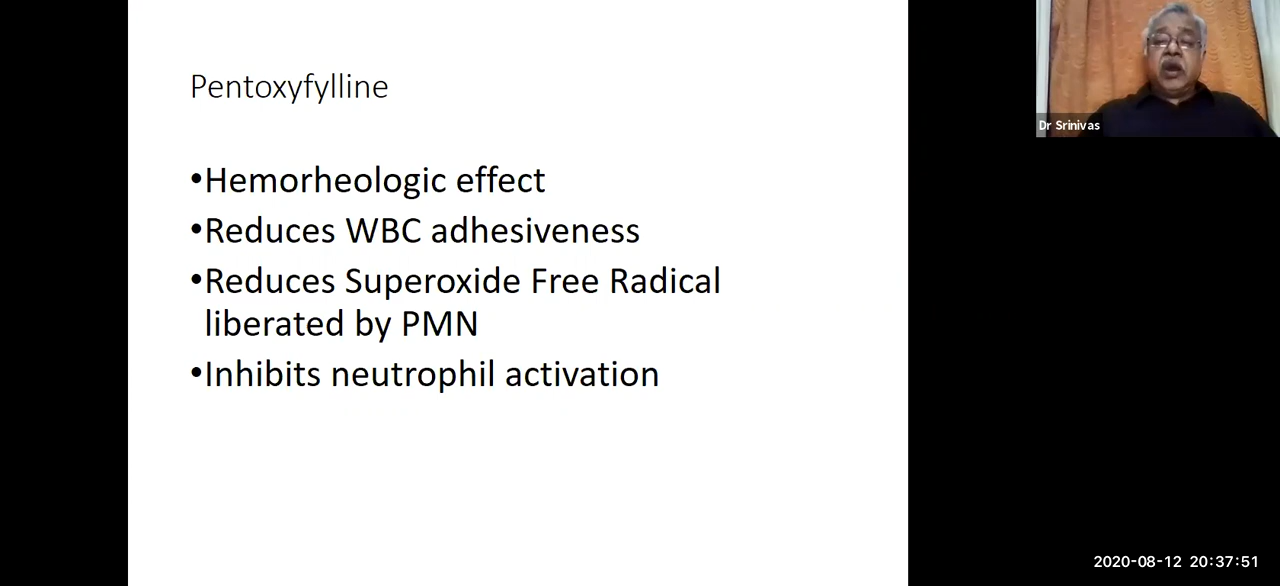 Pentoxyfylline
•Hemorheologic effect
•Reduces WBC adhesiveness
•Reduces Superoxide Free Radical
liberated by PMN
•Inhibits neutrophil activation
Dr Srinivas
2020-08-12 20:37:51